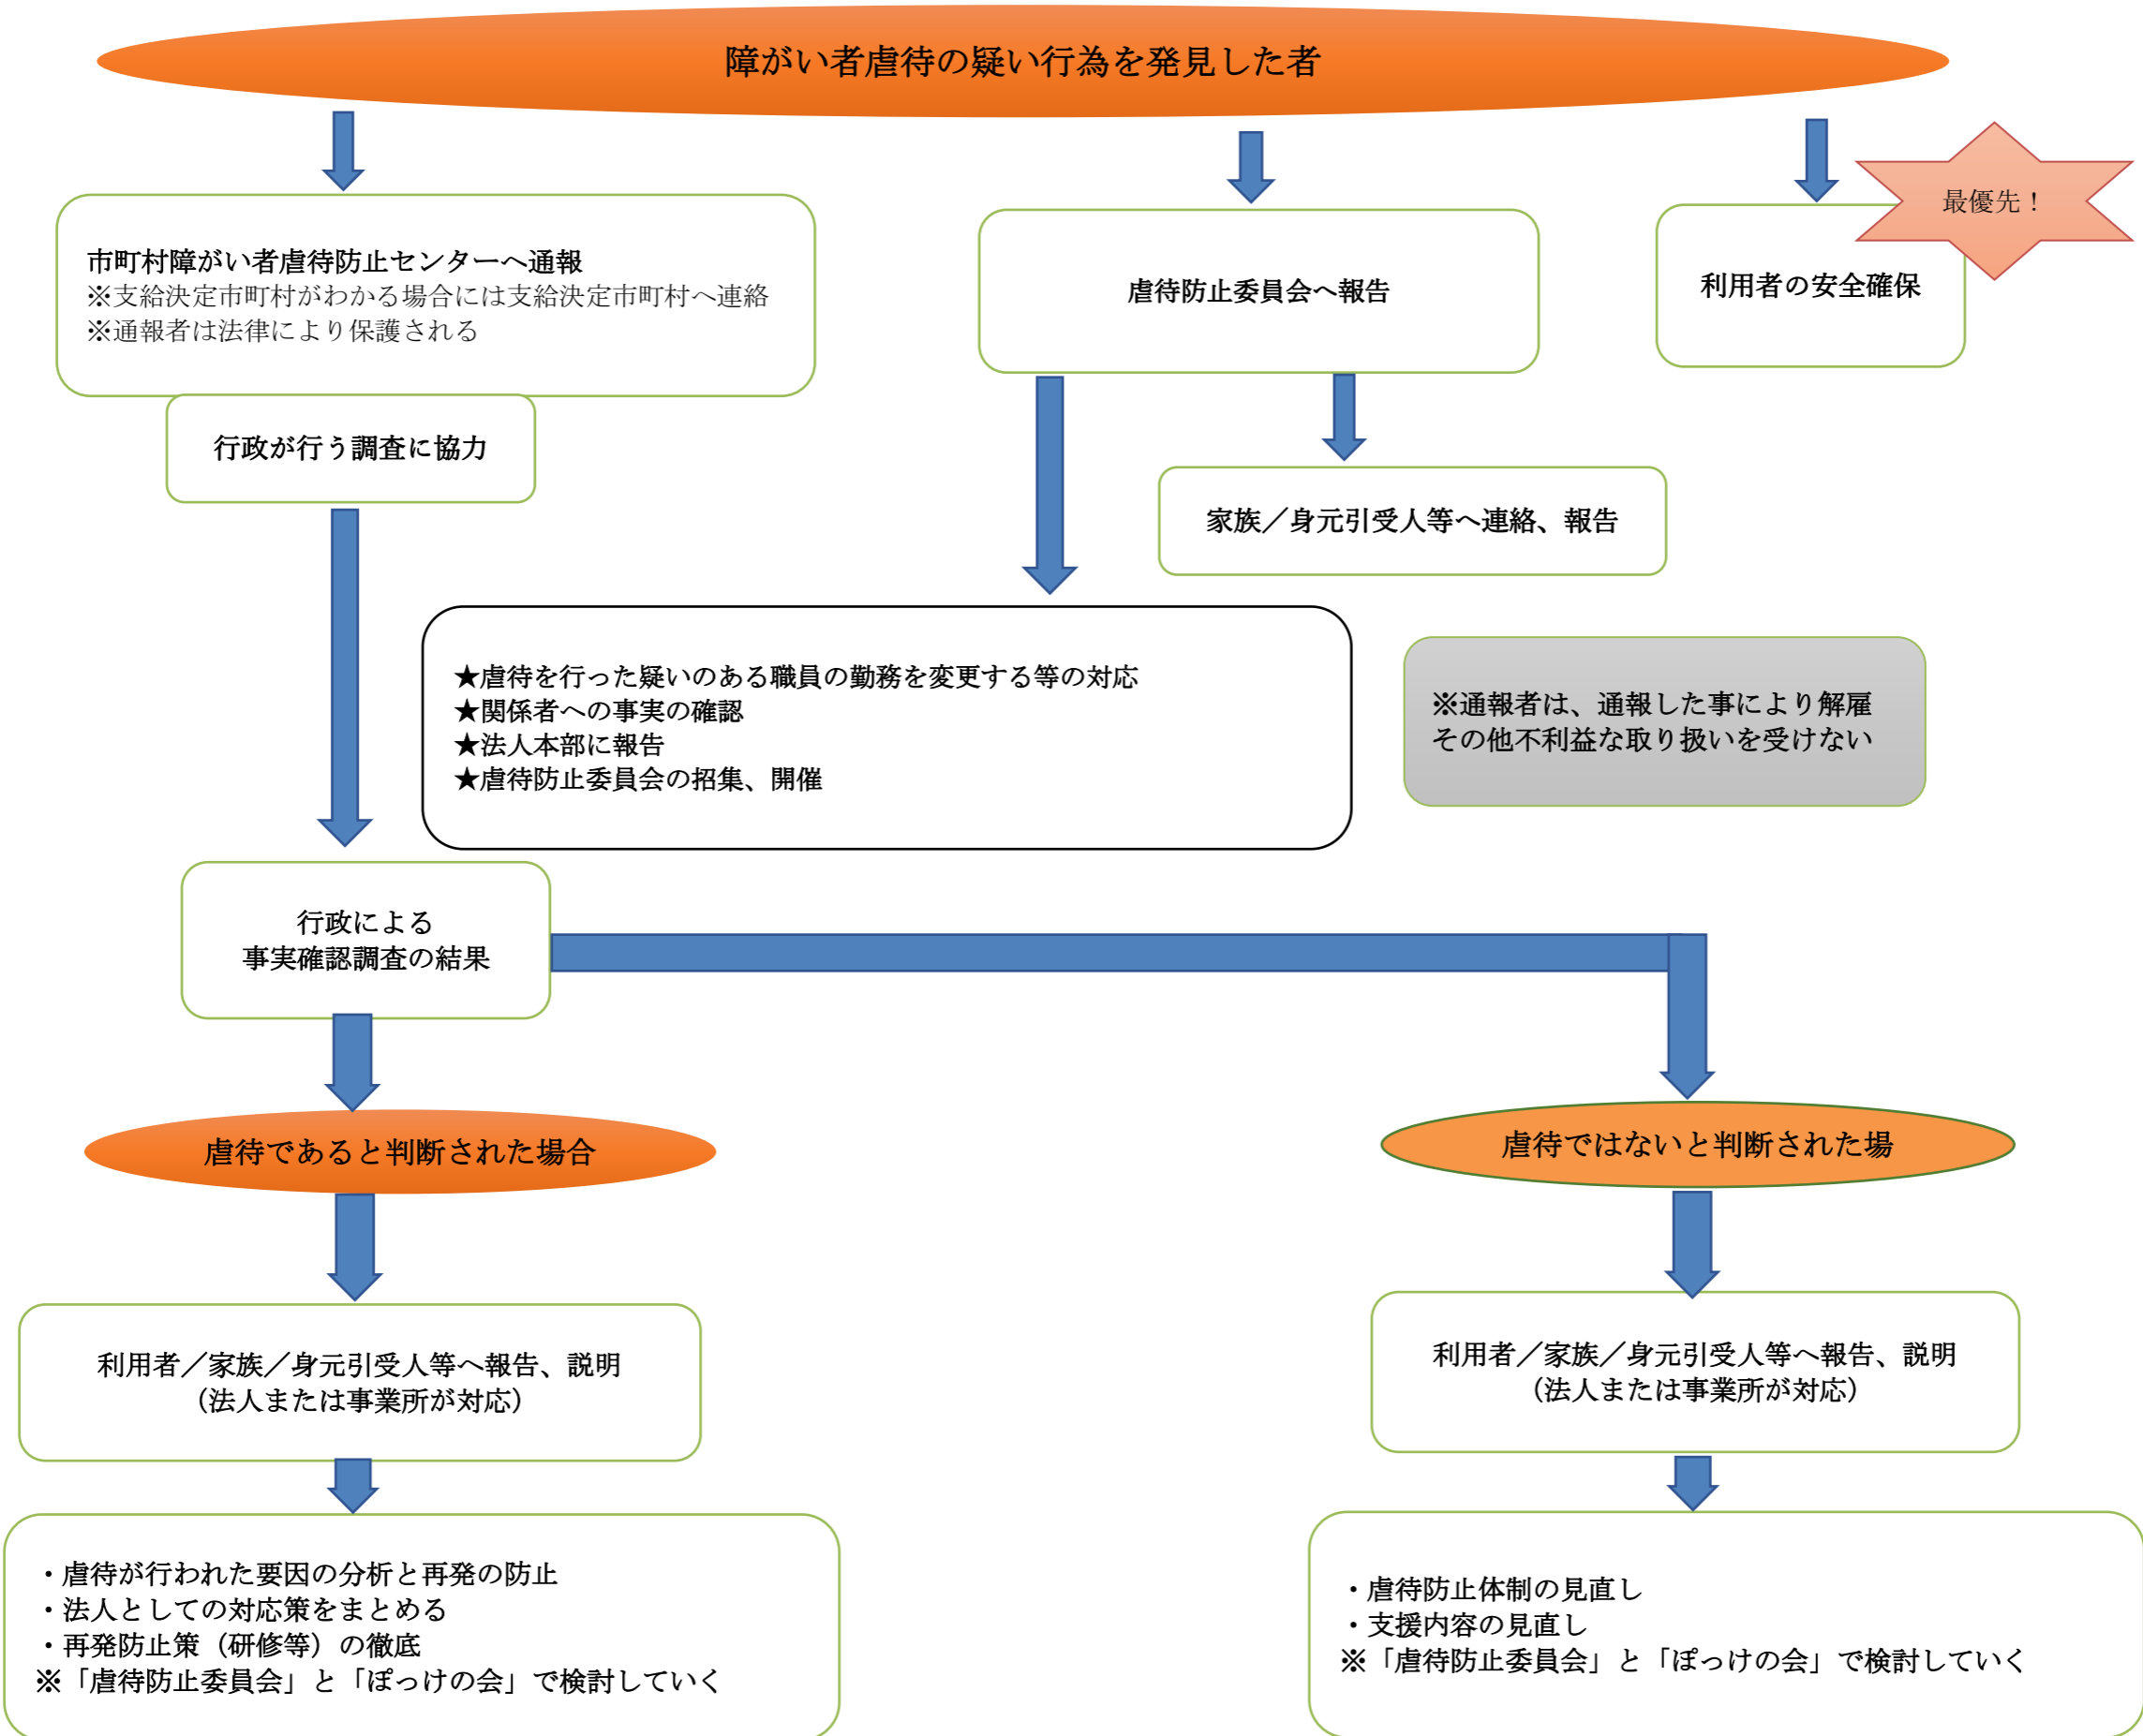 障がい者虐待の疑い行為を発見した者
最優先！
市町村障がい者虐待防止センターへ通報
※支給決定市町村がわかる場合には支給決定市町村へ連絡
※通報者は法律により保護される
虐待防止委員会へ報告
利用者の安全確保
行政が行う調査に協力
家族／身元引受人等へ連絡、報告
★虐待を行った疑いのある職員の勤務を変更する等の対応
★関係者への事実の確認
★法人本部に報告
★虐待防止委員会の招集、開催
※通報者は、通報した事により解雇
その他不利益な取り扱いを受けない
行政による
事実確認調査の結果
虐待であると判断された場合
虐待ではないと判断された場
利用者／家族／身元引受人等へ報告、説明
（法人または事業所が対応）
利用者／家族／身元引受人等へ報告、説明
（法人または事業所が対応）
・虐待が行われた要因の分析と再発の防止
・法人としての対応策をまとめる
・再発防止策（研修等）の徹底
※「虐待防止委員会」と「ぽっけの会」で検討していく
・虐待防止体制の見直し
・支援内容の見直し
※「虐待防止委員会」と「ぽっけの会」で検討していく